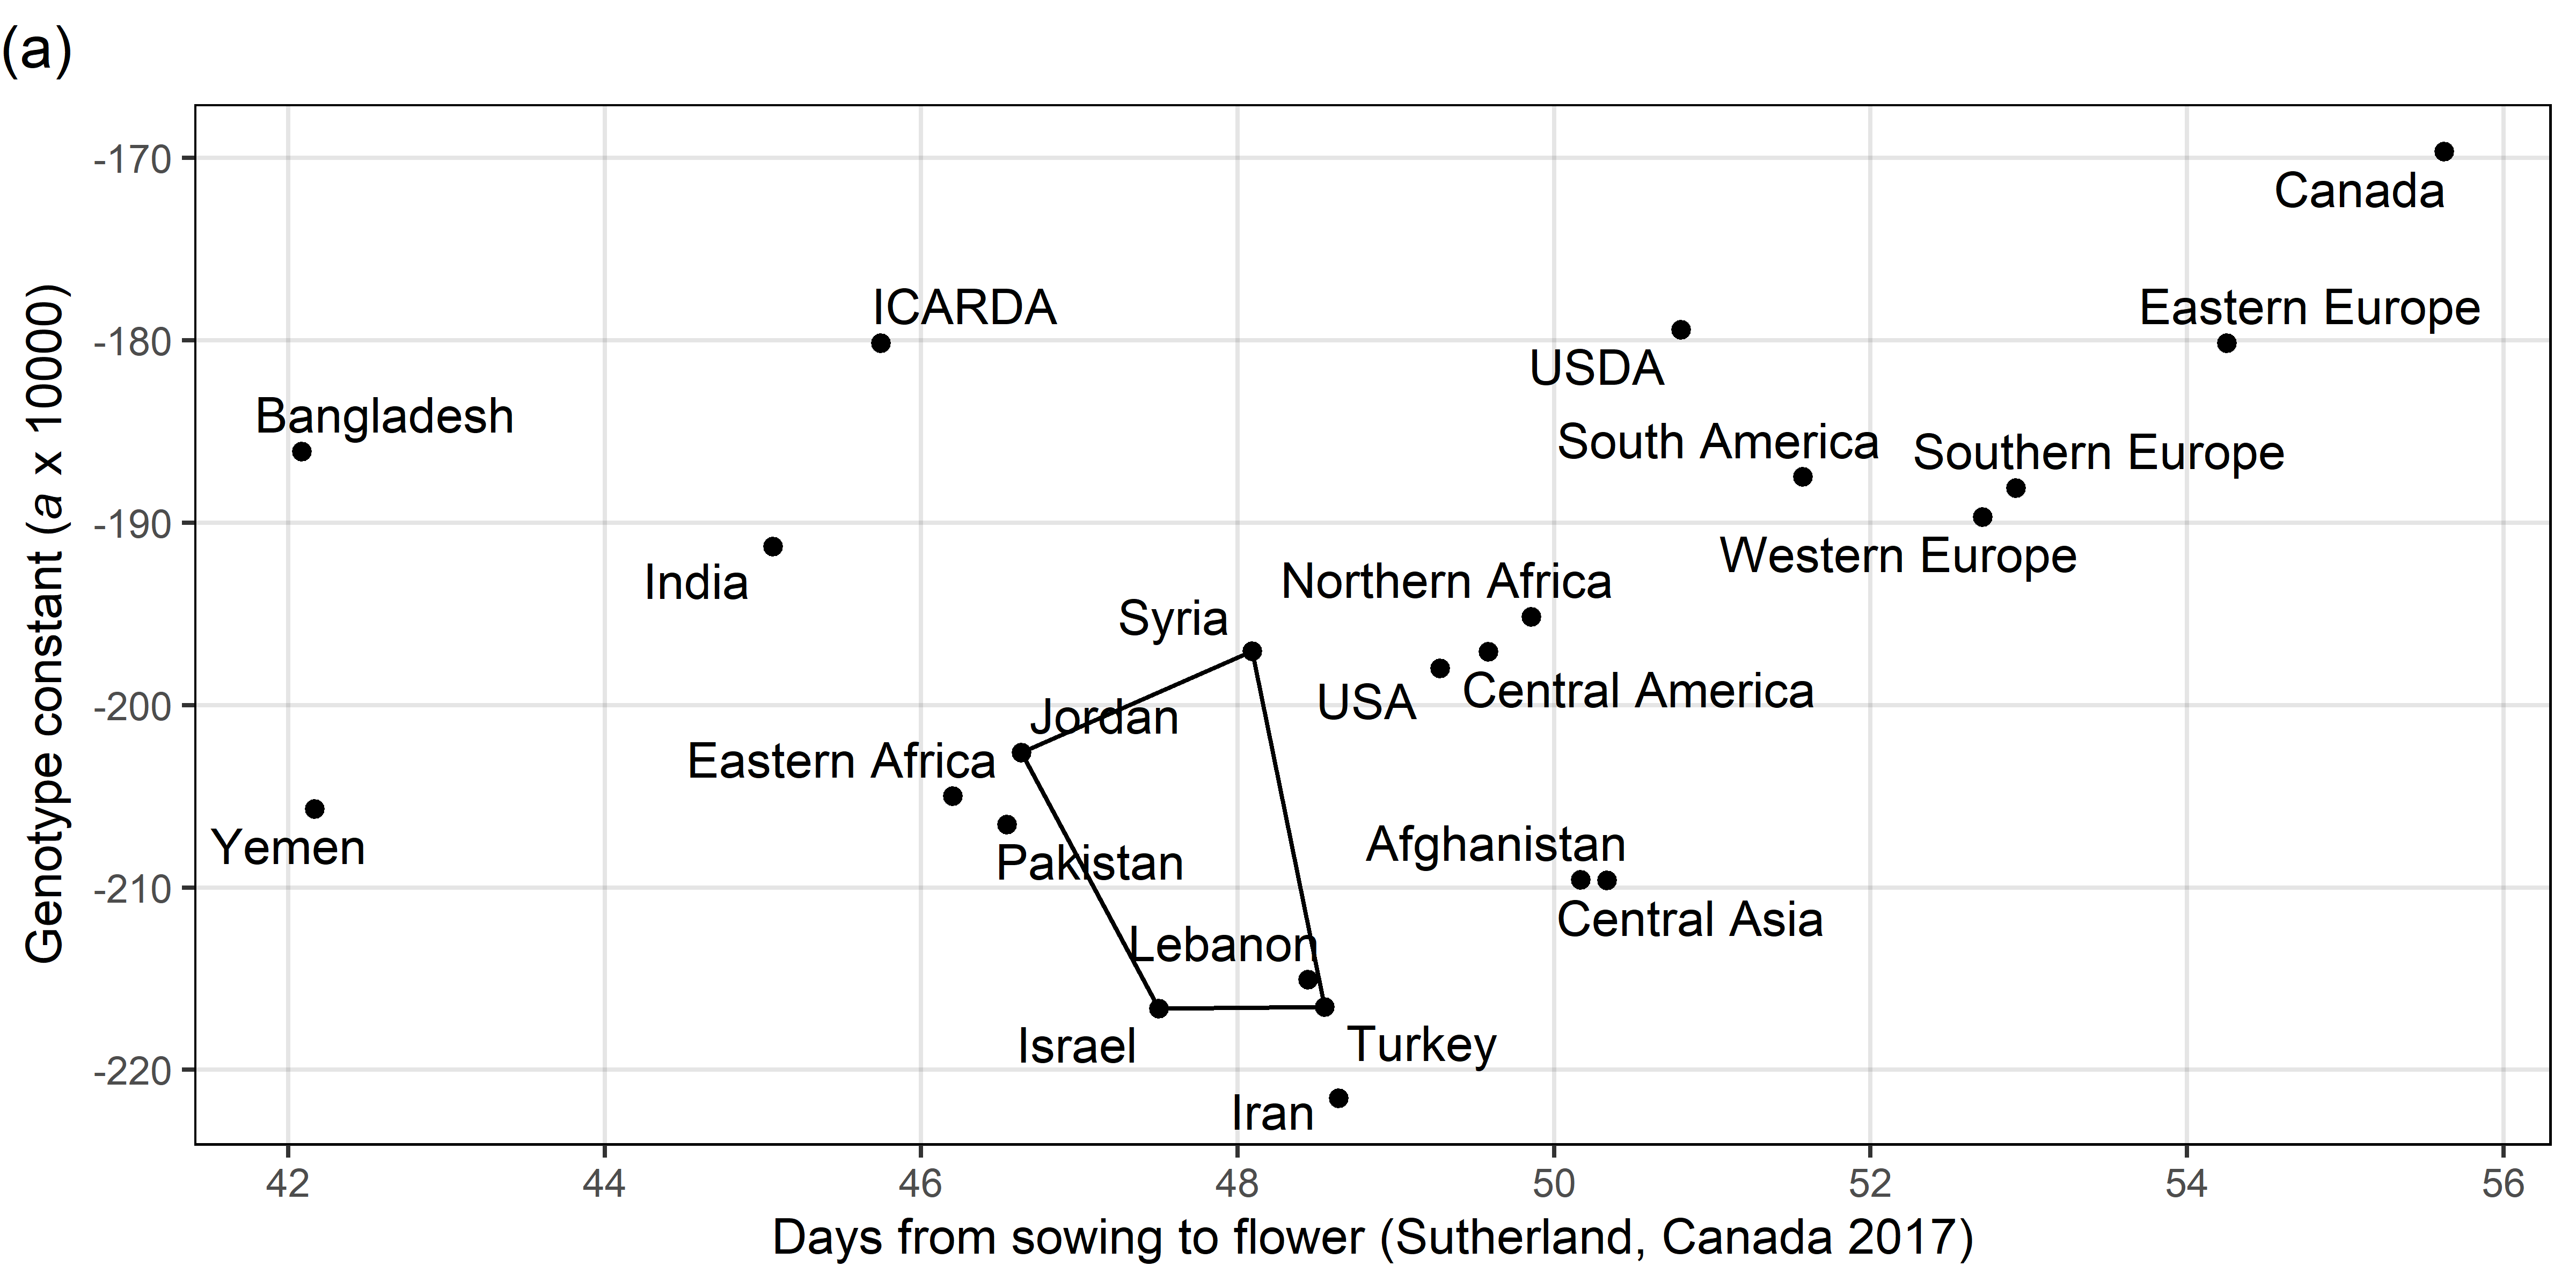 (a)
Genotype constant (a x 10000)
-170
-180
-190
-200
-210
-220
Canada
ICARDA
Eastern Europe
USDA
Bangladesh
South America
Southern Europe
Western Europe
India
Northern Africa
Syria
USA
Central America
Jordan
Eastern Africa
Yemen
Pakistan
Afghanistan
Central Asia
Lebanon
Israel
Turkey
Iran
42 44 46 48 50 52 54 56
Days from sowing to flower (Sutherland, Canada 2017)